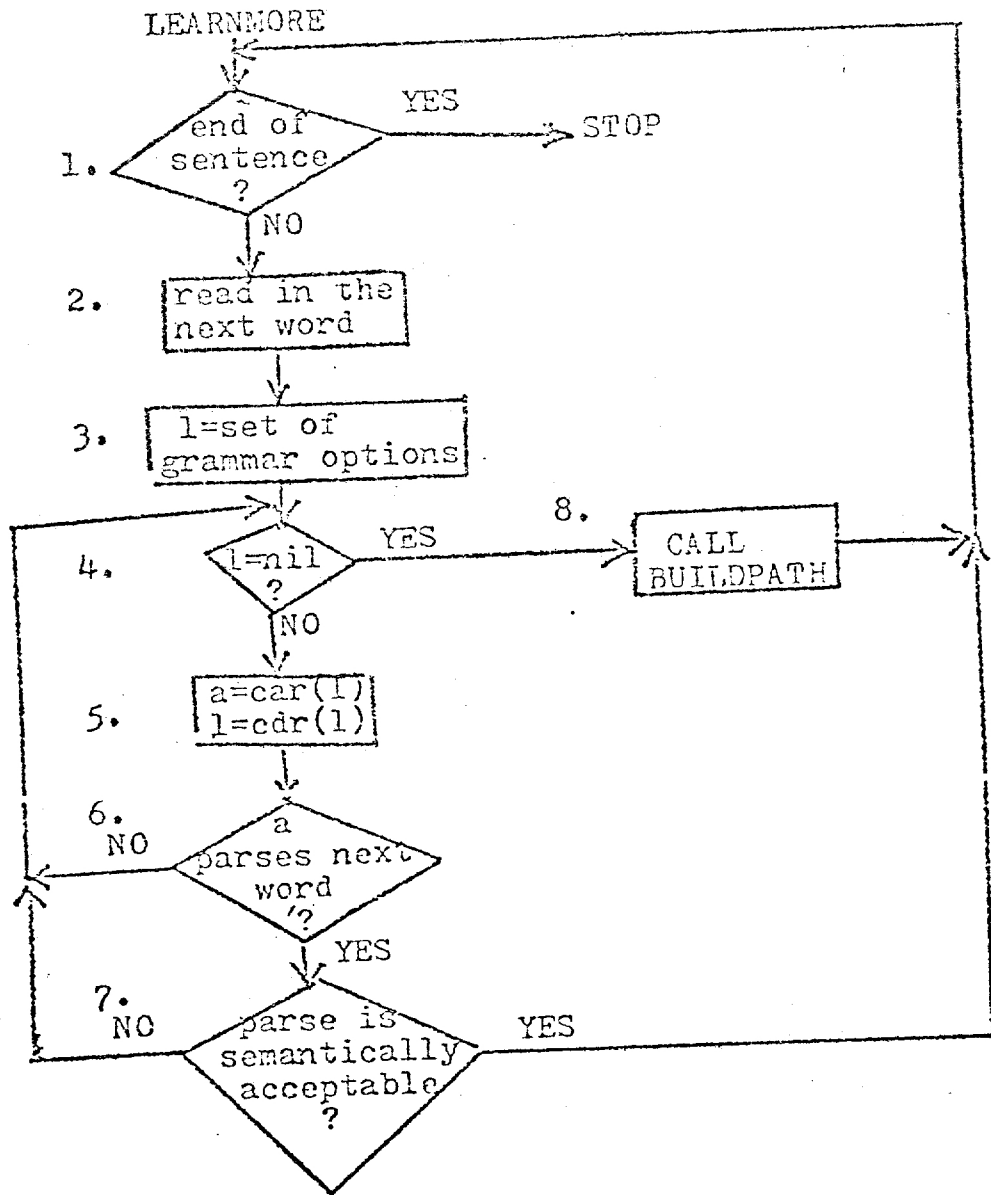 LEARNMORE
1.
end of
sentence
?
YES
STOP
NO
2.
read in the
next word
3.
l=set of
grammar options
4.
l=nil
?
YES
8.
CALL
BUILDPATH
NO
5.
a=car(l)
l=cdr(l)
6.
NO
a
parses next
word
?
YES
7.
NO
parse is
semantically
acceptable
?
YES